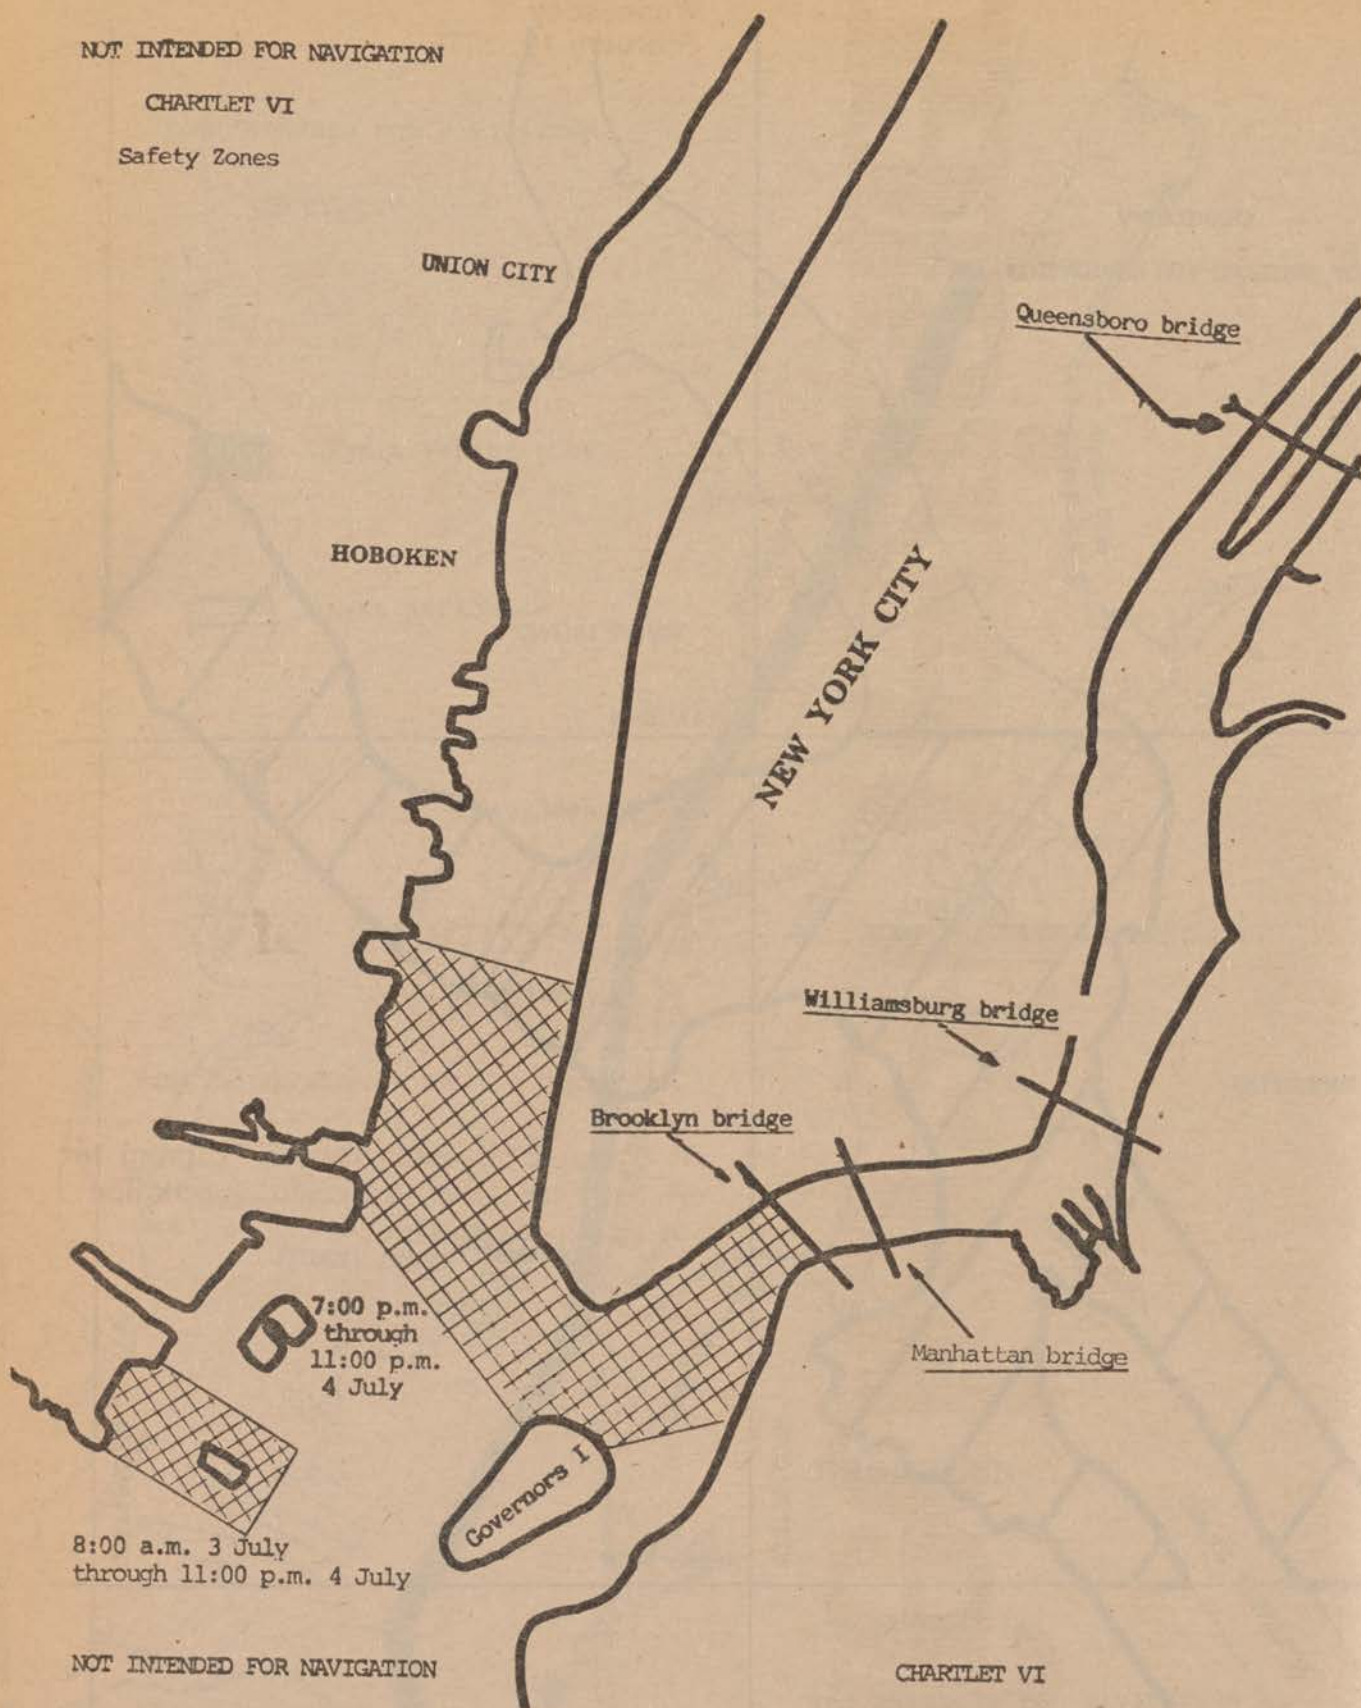 NOT INTENDED FOR NAVIGATION
CHARTLET VI
Safety Zones
UNION CITY
Queensboro bridge
HOBOKEN
NEW YORK CITY
Williamsburg bridge
Brooklyn bridge
7:00 p.m.
through
11:00 p.m.
4 July
Manhattan bridge
Governors I
8:00 a.m. 3 July
through 11:00 p.m. 4 July
NOT INTENDED FOR NAVIGATION
CHARTLET VI